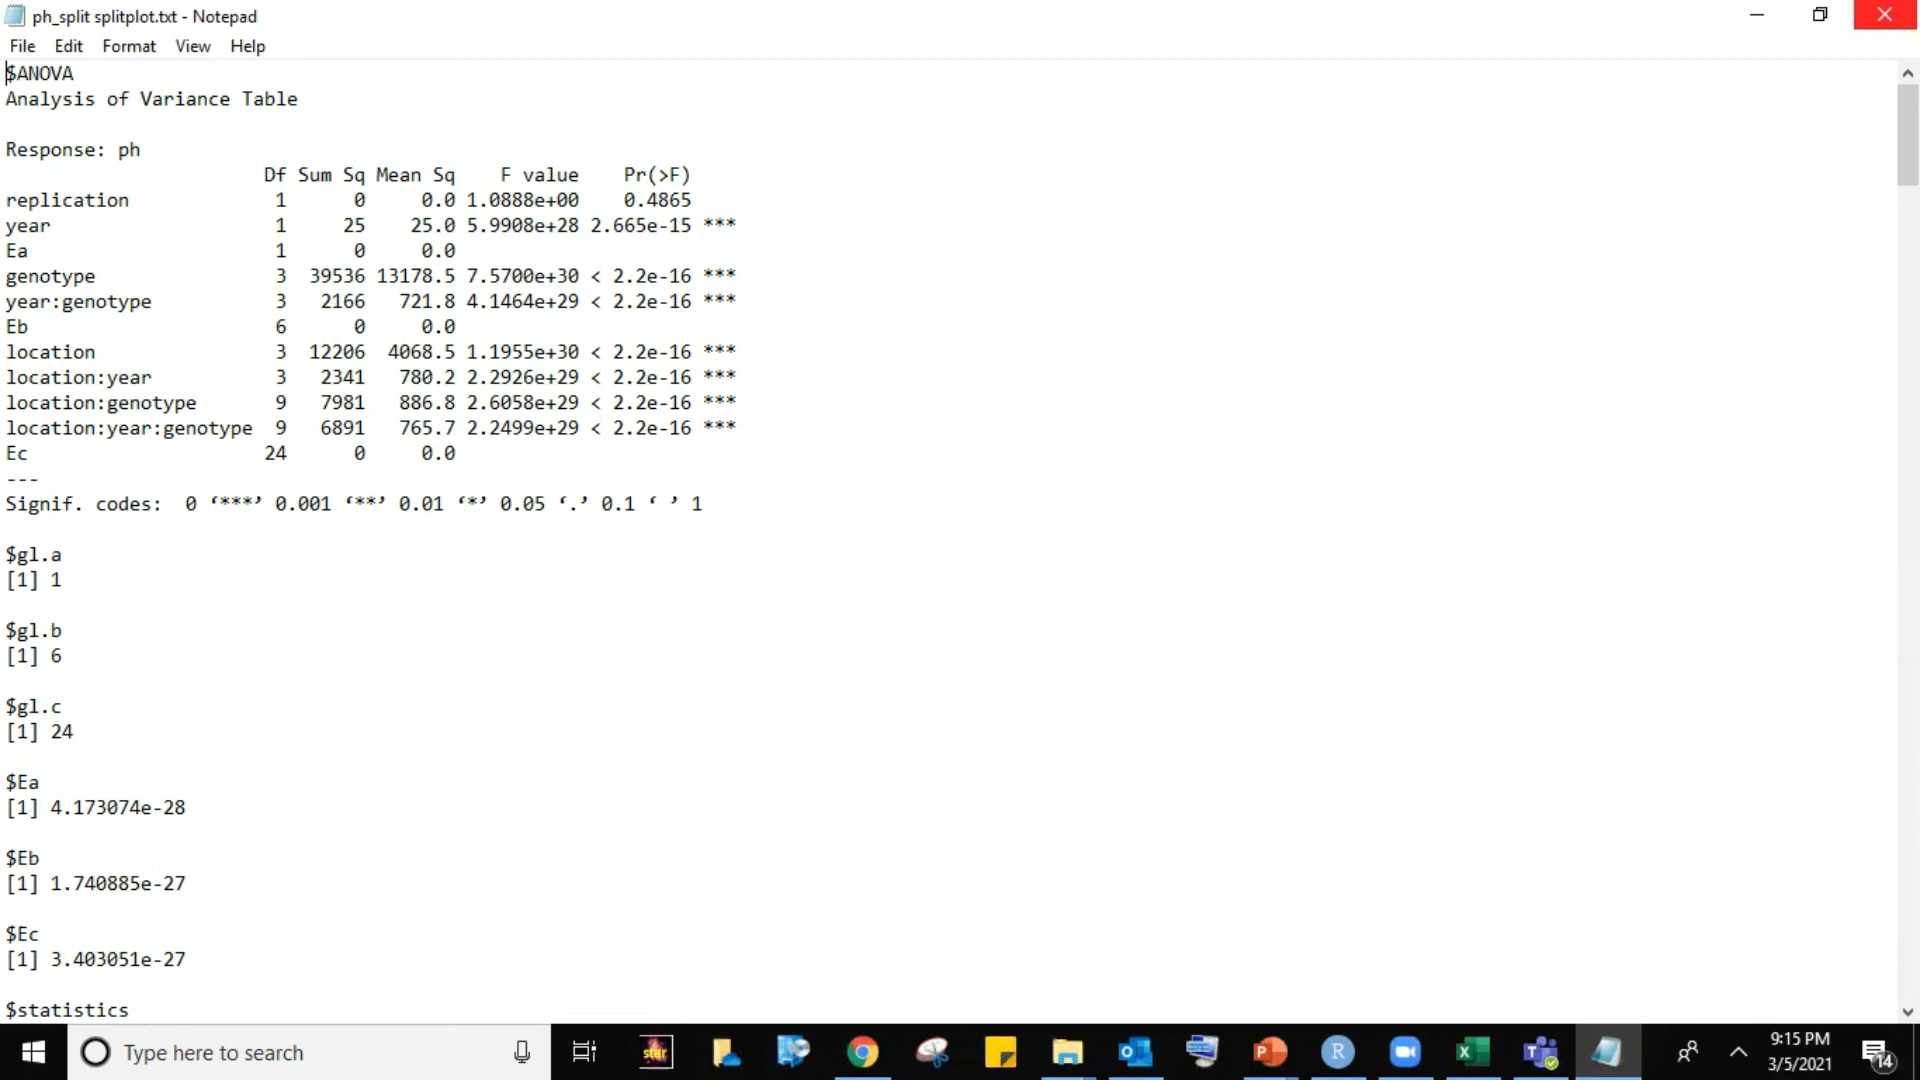 ph_split splitplot.txt - Notepad
File Edit Format View Help
$ANOVA
Analysis of Variance Table
Response: ph
Df Sum Sq Mean Sq F value Pr(>F)
replication 1 0 0.0 1.0888e+00 0.4865
year 1 25 25.0 5.9908e+28 2.665e-15 ***
Ea 1 0 0.0
genotype 3 39536 13178.5 7.5700e+30 < 2.2e-16 ***
year:genotype 3 2166 721.8 4.1464e+29 < 2.2e-16 ***
Eb 6 0 0.0
location 3 12206 4068.5 1.1955e+30 < 2.2e-16 ***
location:year 3 2341 780.2 2.2926e+29 < 2.2e-16 ***
location:genotype 9 7981 886.8 2.6058e+29 < 2.2e-16 ***
location:year:genotype 9 6891 765.7 2.2499e+29 < 2.2e-16 ***
Ec 24 0 0.0
---
Signif. codes: 0 ‘***’ 0.001 ‘**’ 0.01 ‘*’ 0.05 ‘.’ 0.1 ‘ ’ 1
$gl.a
[1] 1
$gl.b
[1] 6
$gl.c
[1] 24
$Ea
[1] 4.173074e-28
$Eb
[1] 1.740885e-27
$Ec
[1] 3.403051e-27
$statistics
Type here to search
star
9:15 PM
3/5/2021
14